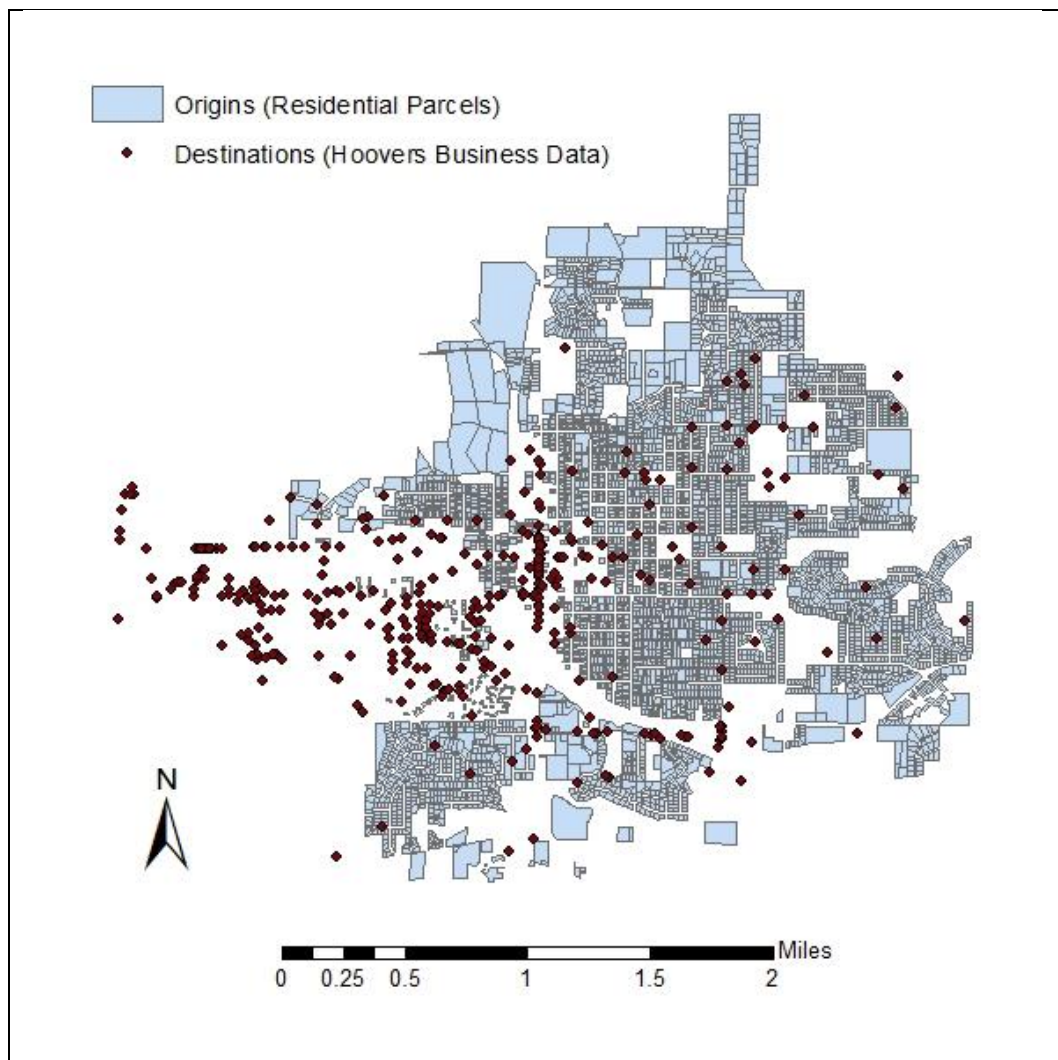 Origins (Residential Parcels)
Destinations (Hoovers Business Data)
N
Miles
0 0.25 0.5 1 1.5 2